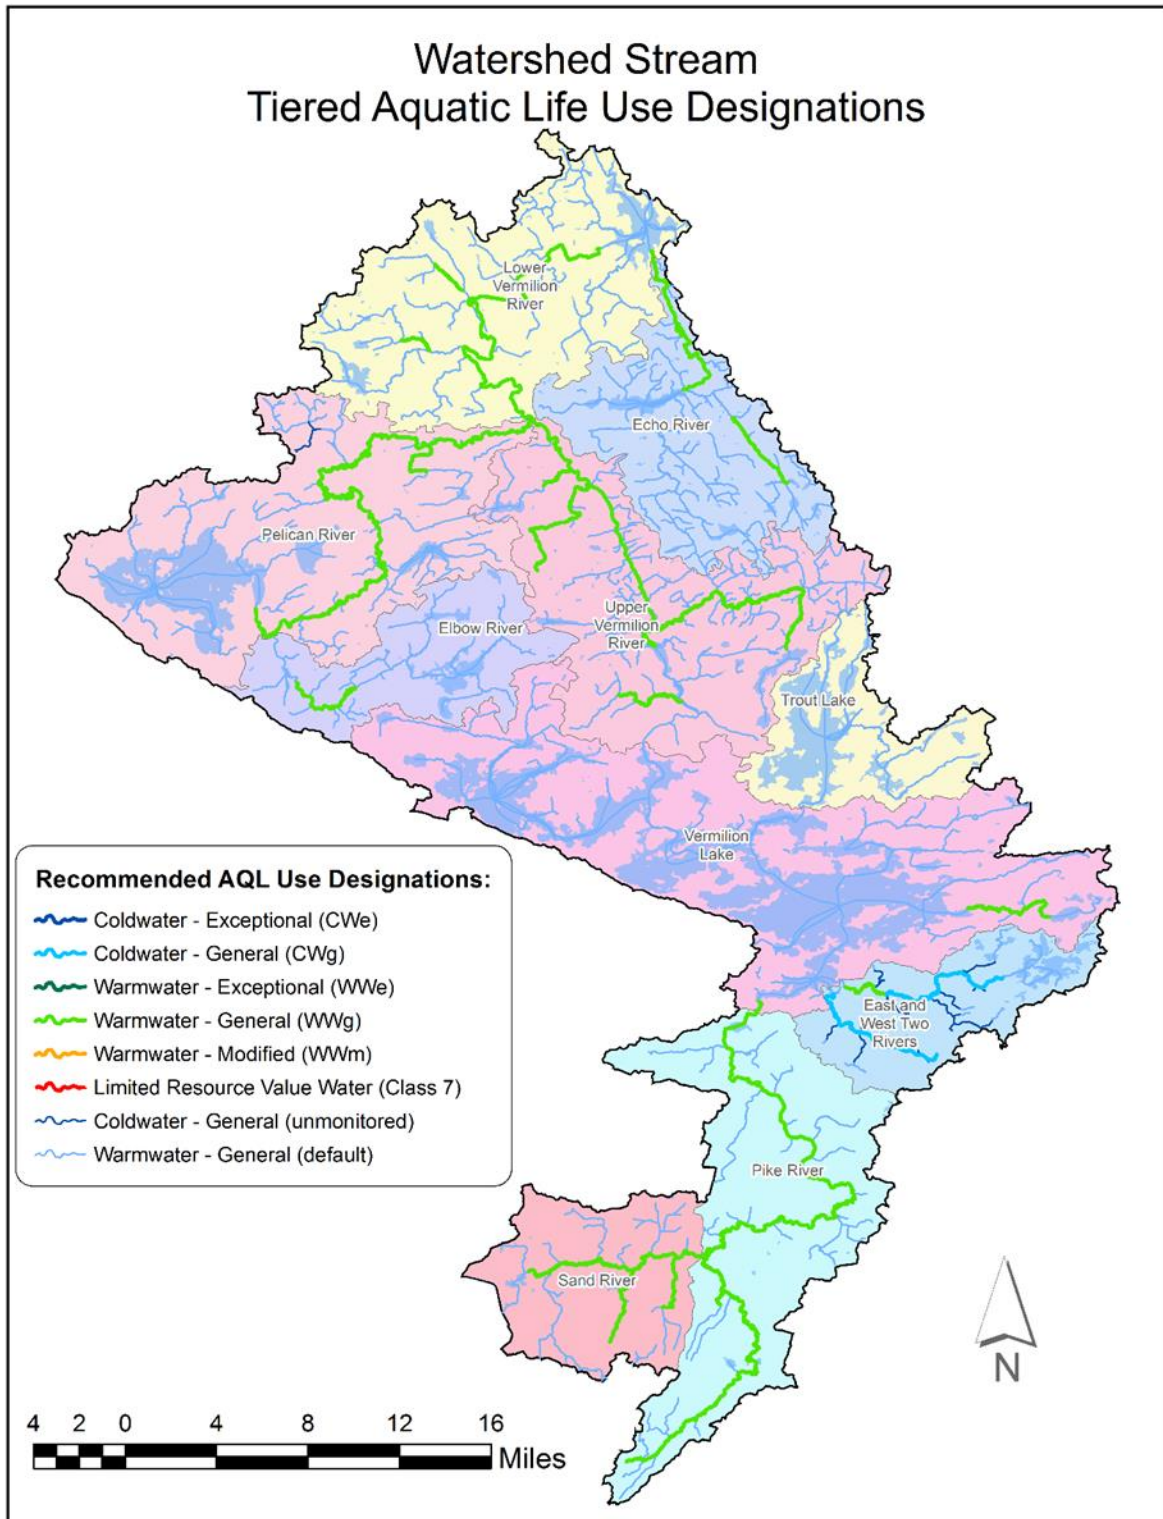 Watershed Stream
Tiered Aquatic Life Use Designations
Lower
Vermilion
River
Echo River
Pelican River
Elbow River
Upper
Vermilion
River
Trout Lake
Vermilion
Lake
East and
West Two
Rivers
Pike River
Sand River
Recommended AQL Use Designations:
Coldwater - Exceptional (CWe)
Coldwater - General (CWg)
Warmwater - Exceptional (WWe)
Warmwater - General (WWg)
Warmwater - Modified (WWm)
Limited Resource Value Water (Class 7)
Coldwater - General (unmonitored)
Warmwater - General (default)
N
4 2 0 4 8 12 16
Miles